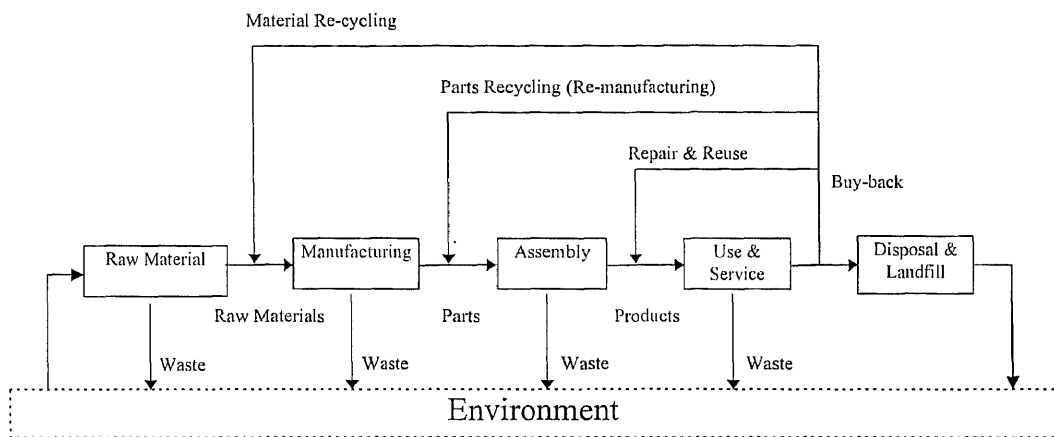 Material Re-cycling
Parts Recycling (Re-manufacturing)
Repair & Reuse
Buy-back
Raw Material
Manufacturing
Assembly
Use &
Service
Disposal &
Landfill
Raw Materials
Parts
Products
Waste
Waste
Waste
Waste
Environment